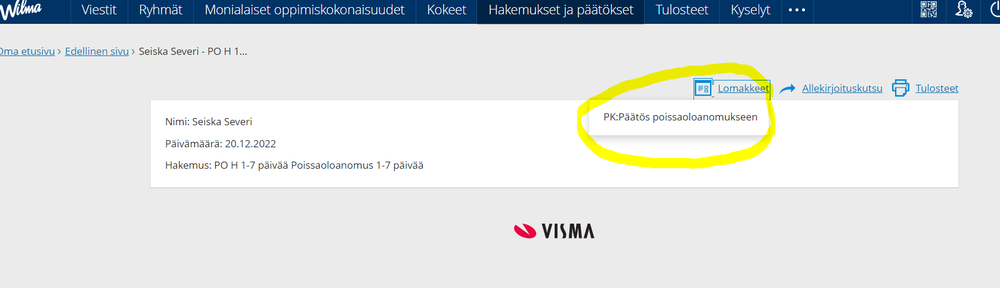 Wilma Viestit Ryhmät Monialaiset oppimiskokonaisuudet Kokeet Hakemukset ja päätökset Tulosteet Kyselyt
Oma etusivu › Edellinen sivu › Seiska Severi - PO H 1...
Lomakkeet Allekirjoituskutsu Tulosteet
PK:Päätös poissaoloanomukseen
Nimi: Seiska Severi
Päivämäärä: 20.12.2022
Hakemus: PO H 1-7 päivää Poissaoloanomus 1-7 päivää
VISMA